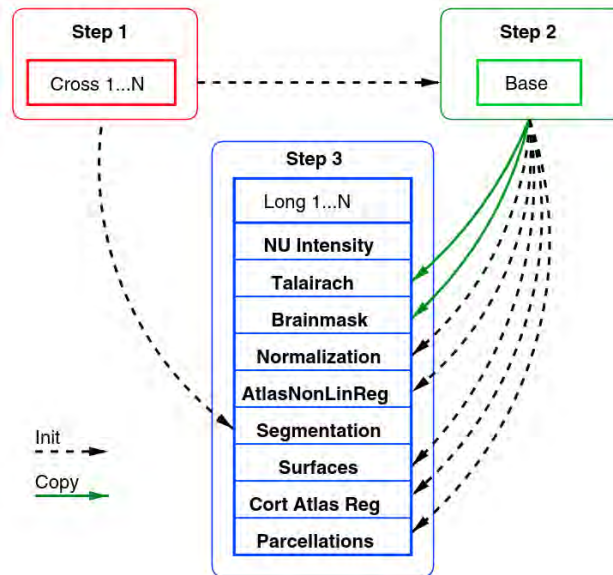 Step 1
Cross 1...N
Step 2
Base
Step 3
Long 1...N
NU Intensity
Talairach
Brainmask
Normalization
AtlasNonLinReg
Segmentation
Surfaces
Cort Atlas Reg
Parcellations
Init
Copy